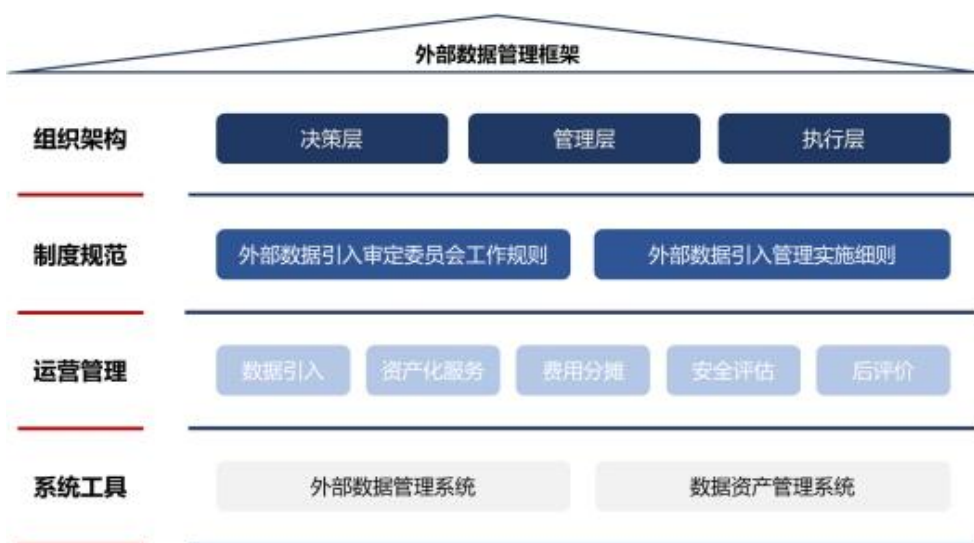 外部数据管理框架
组织架构
决策层 管理层 执行层
制度规范
外部数据引入审定委员会工作规则 外部数据引入管理实施细则
运营管理
数据引入 资产化服务 费用分摊 安全评估 后评价
系统工具
外部数据管理系统 数据资产管理系统